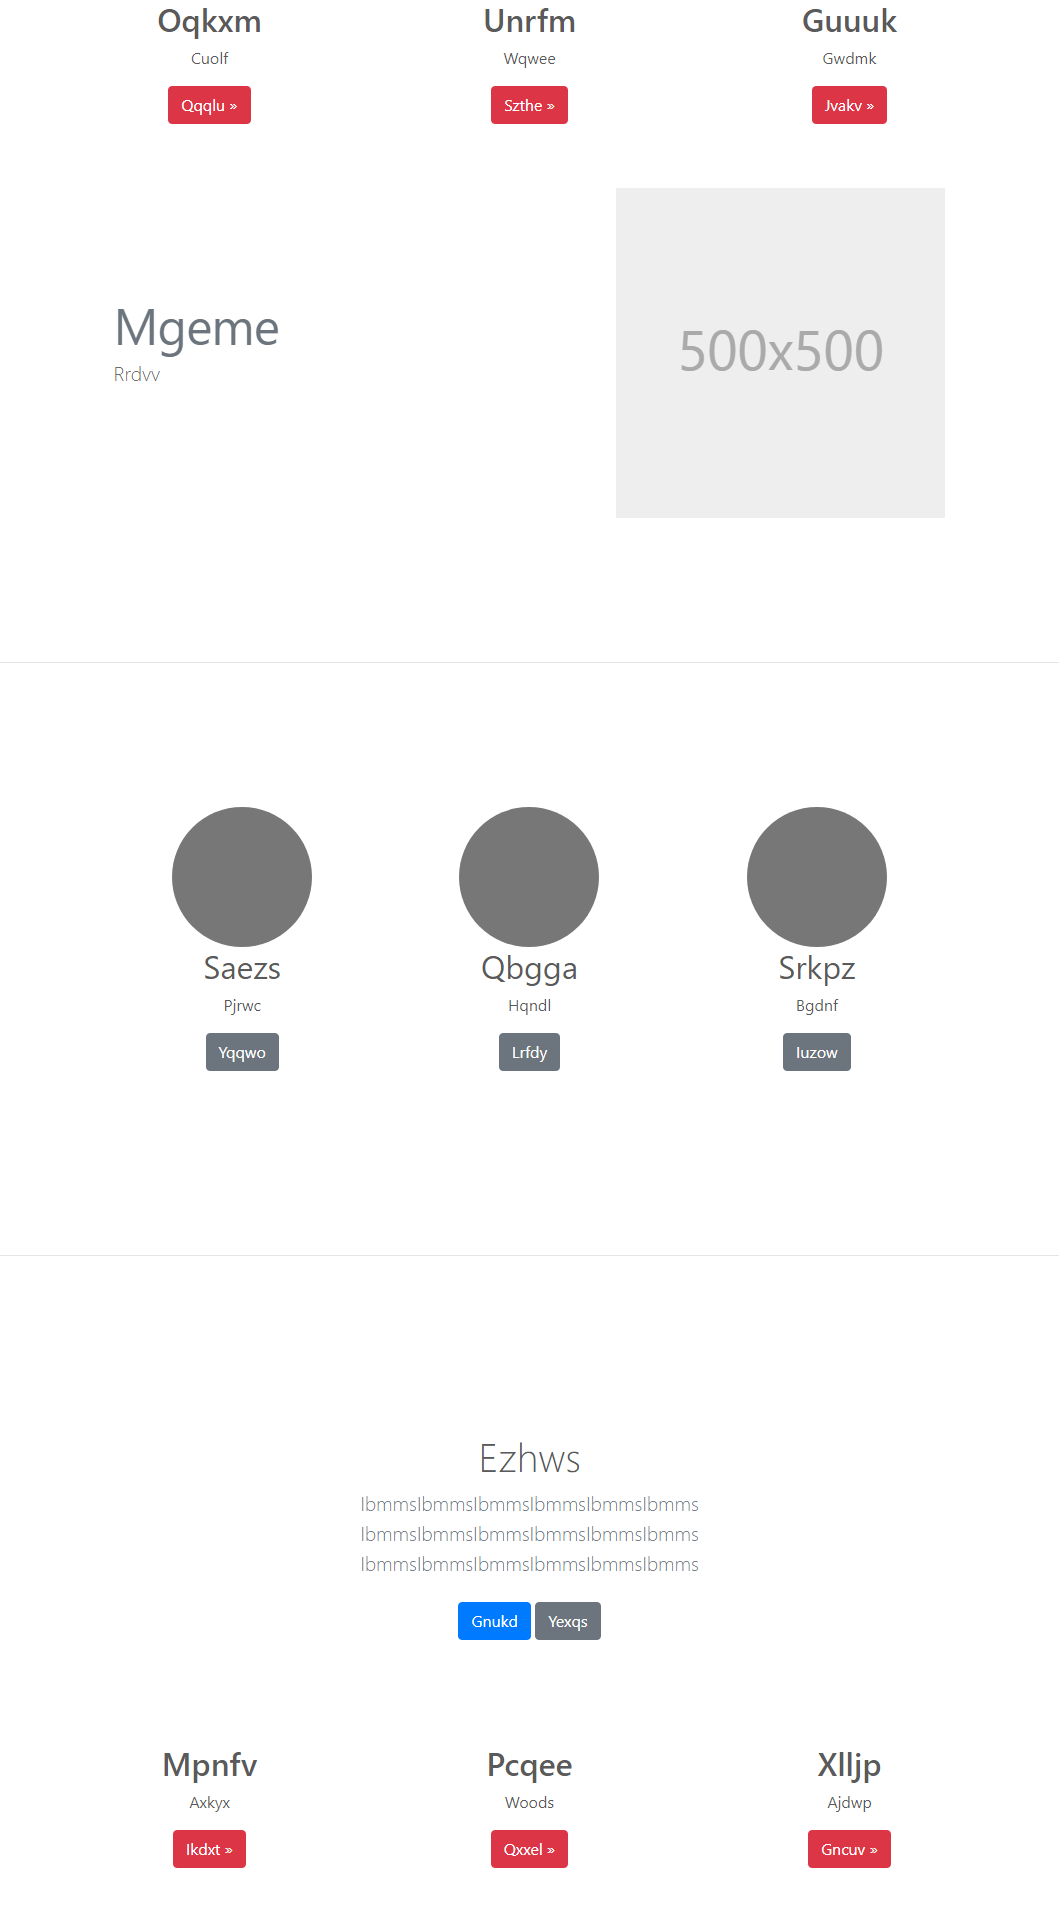 Oqkxm Unrfm Guuuk
Cuolf Wqwee Gwdmk
Qqqlu » Szthe » Jvakv »
Mgeme
Rrdvv
500x500
Saezs Qbgga Srkpz
Pjrwc Hqndl Bgdnf
Yqqwo Lrfdy Iuzow
Ezhws
lbmmslbmmslbmmslbmmslbmmslbmms
lbmmslbmmslbmmslbmmslbmmslbmms
lbmmslbmmslbmmslbmmslbmmslbmms
Gnukd Yexqs
Mpnfv Pcqee Xlljp
Axkyx Woods Ajdwp
Ikdxt » Qxxel » Gncuv »